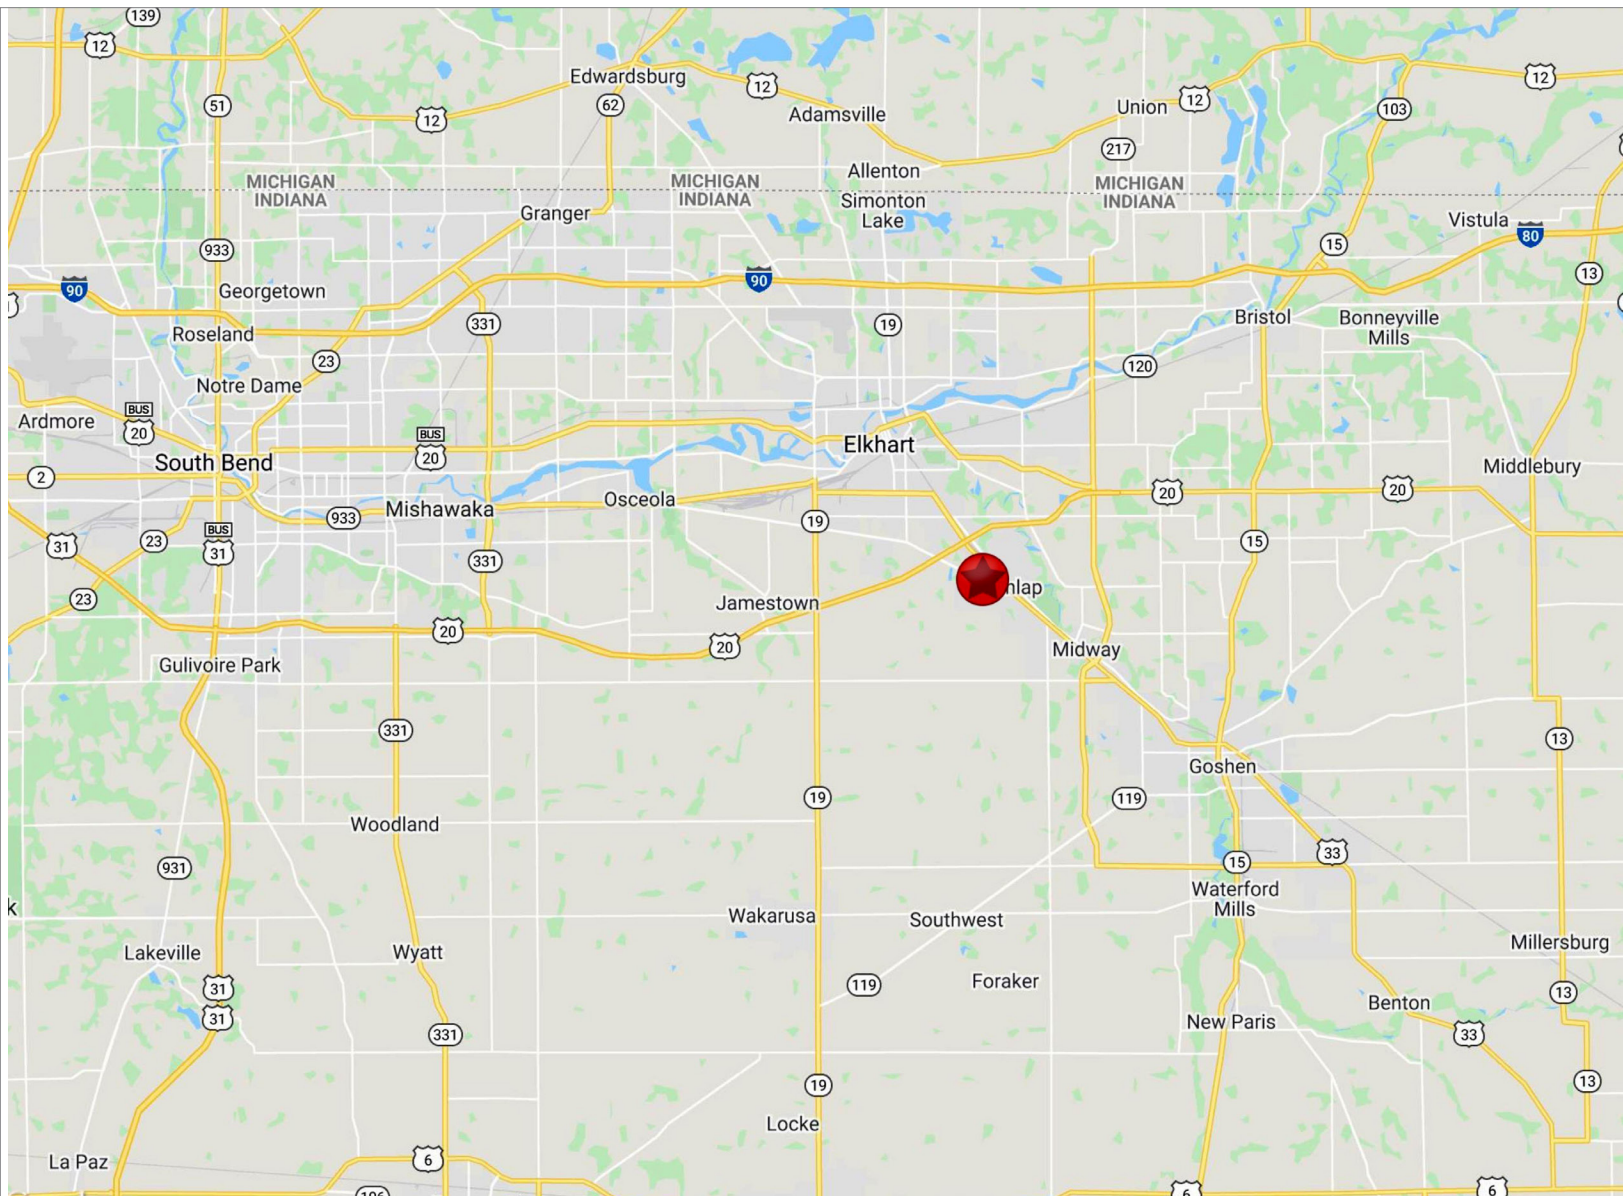 139
12
Edwardsburg
12
12
12
51
62
12
Adamsville
Union
103
217
Allenton
MICHIGAN
INDIANA
MICHIGAN
INDIANA
MICHIGAN
INDIANA
Simonton
Lake
Granger
Vistula
80
933
15
13
90
Georgetown
90
Roseland
331
19
Bristol
Bonneyville
Mills
23
120
Notre Dame
Ardmore
BUS
20
BUS
20
Elkhart
South Bend
2
Middlebury
20
20
Osceola
Mishawaka
933
19
BUS
31
31
23
15
331
23
hlap
Jamestown
20
20
Midway
Gulivoire Park
331
13
Goshen
19
119
Woodland
33
931
15
Waterford
Mills
k
Wakarusa
Southwest
Lakeville
Wyatt
Millersburg
31
119
Foraker
13
Benton
31
New Paris
331
33
19
13
Locke
La Paz
6
6
6
106